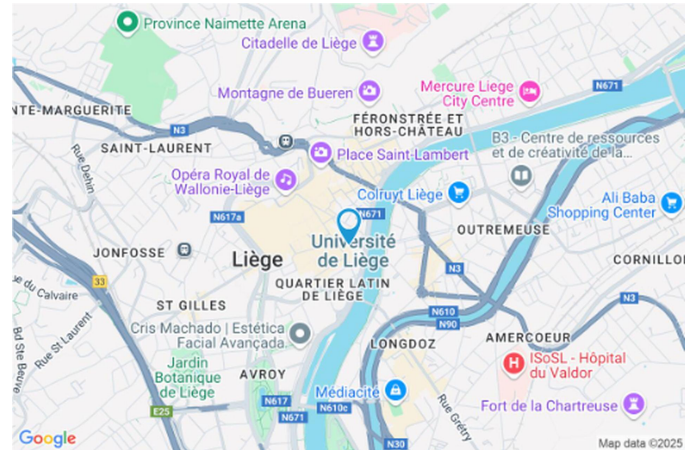 Province Naimette Arena
Citadelle de Liège
Montagne de Bueren
Mercure Liege
City Centre
N671
NTE-MARGUERITE
N3
SAINT-LAURENT
FÉRONSTRÉE ET
HORS-CHÂTEAU
B3 - Centre de ressources
et de créativité de la...
Place Saint-Lambert
Rue Dehin
Opéra Royal de
Wallonie-Liège
Colruyt Liège
Ali Baba
Shopping Center
N617a
N671
OUTREMEUSE
Université
de Liège
JONFOSSE
Liège
CORNILLO
N3
33
QUARTIER LATIN
DE LIÈGE
ue du Calvaire
N3
ST GILLES
N610
N90
Rue St Laurent
Bd Ste Beuve
Cris Machado | Estética
Facial Avançada
LONGDOZ
AMERCOEUR
ISoSL - Hôpital
du Valdor
Jardin
Botanique
de Liège
AVROY
Médiacité
Rue Grétry
Fort de la Chartreuse
E25
N617
N610c
N671
N30
Google
Map data ©2025